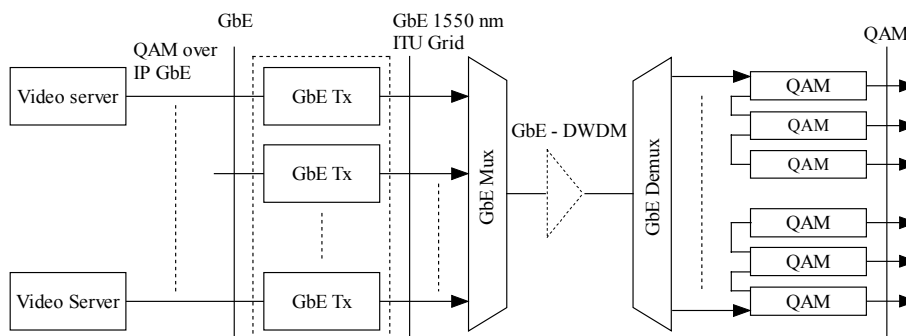 GbE
GbE 1550 nm
ITU Grid
QAM
QAM over
IP GbE
Video server
GbE Tx
GbE Tx
GbE Tx
Video Server
GbE Mux
GbE - DWDM
GbE Demux
QAM
QAM
QAM
QAM
QAM
QAM